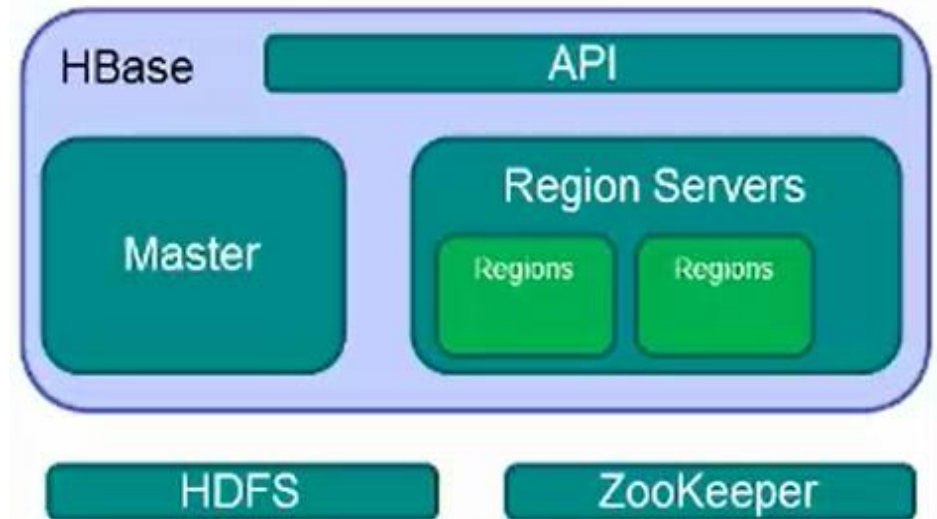 HBase
API
Master
Region Servers
Regions
Regions
HDFS
ZooKeeper